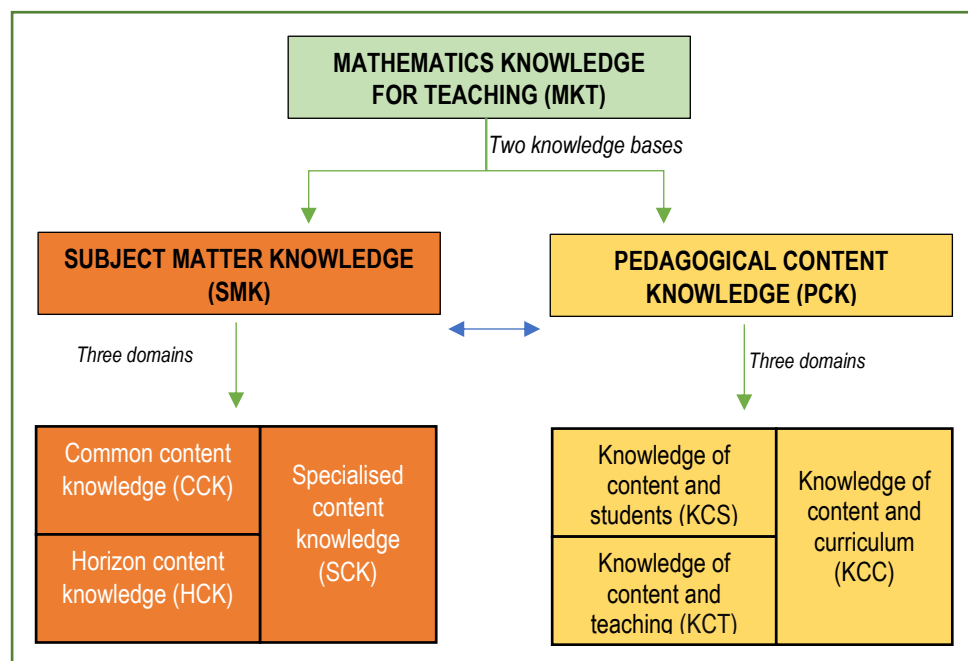 MATHEMATICS KNOWLEDGE
FOR TEACHING (MKT)
Two knowledge bases
SUBJECT MATTER KNOWLEDGE
(SMK)
PEDAGOGICAL CONTENT
KNOWLEDGE (PCK)
Three domains
Three domains
Common content
knowledge (CCK)
Horizon content
knowledge (HCK)
Specialised
content
knowledge
(SCK)
Knowledge of
content and
students (KCS)
Knowledge of
content and
teaching (KCT)
Knowledge of
content and
curriculum
(KCC)